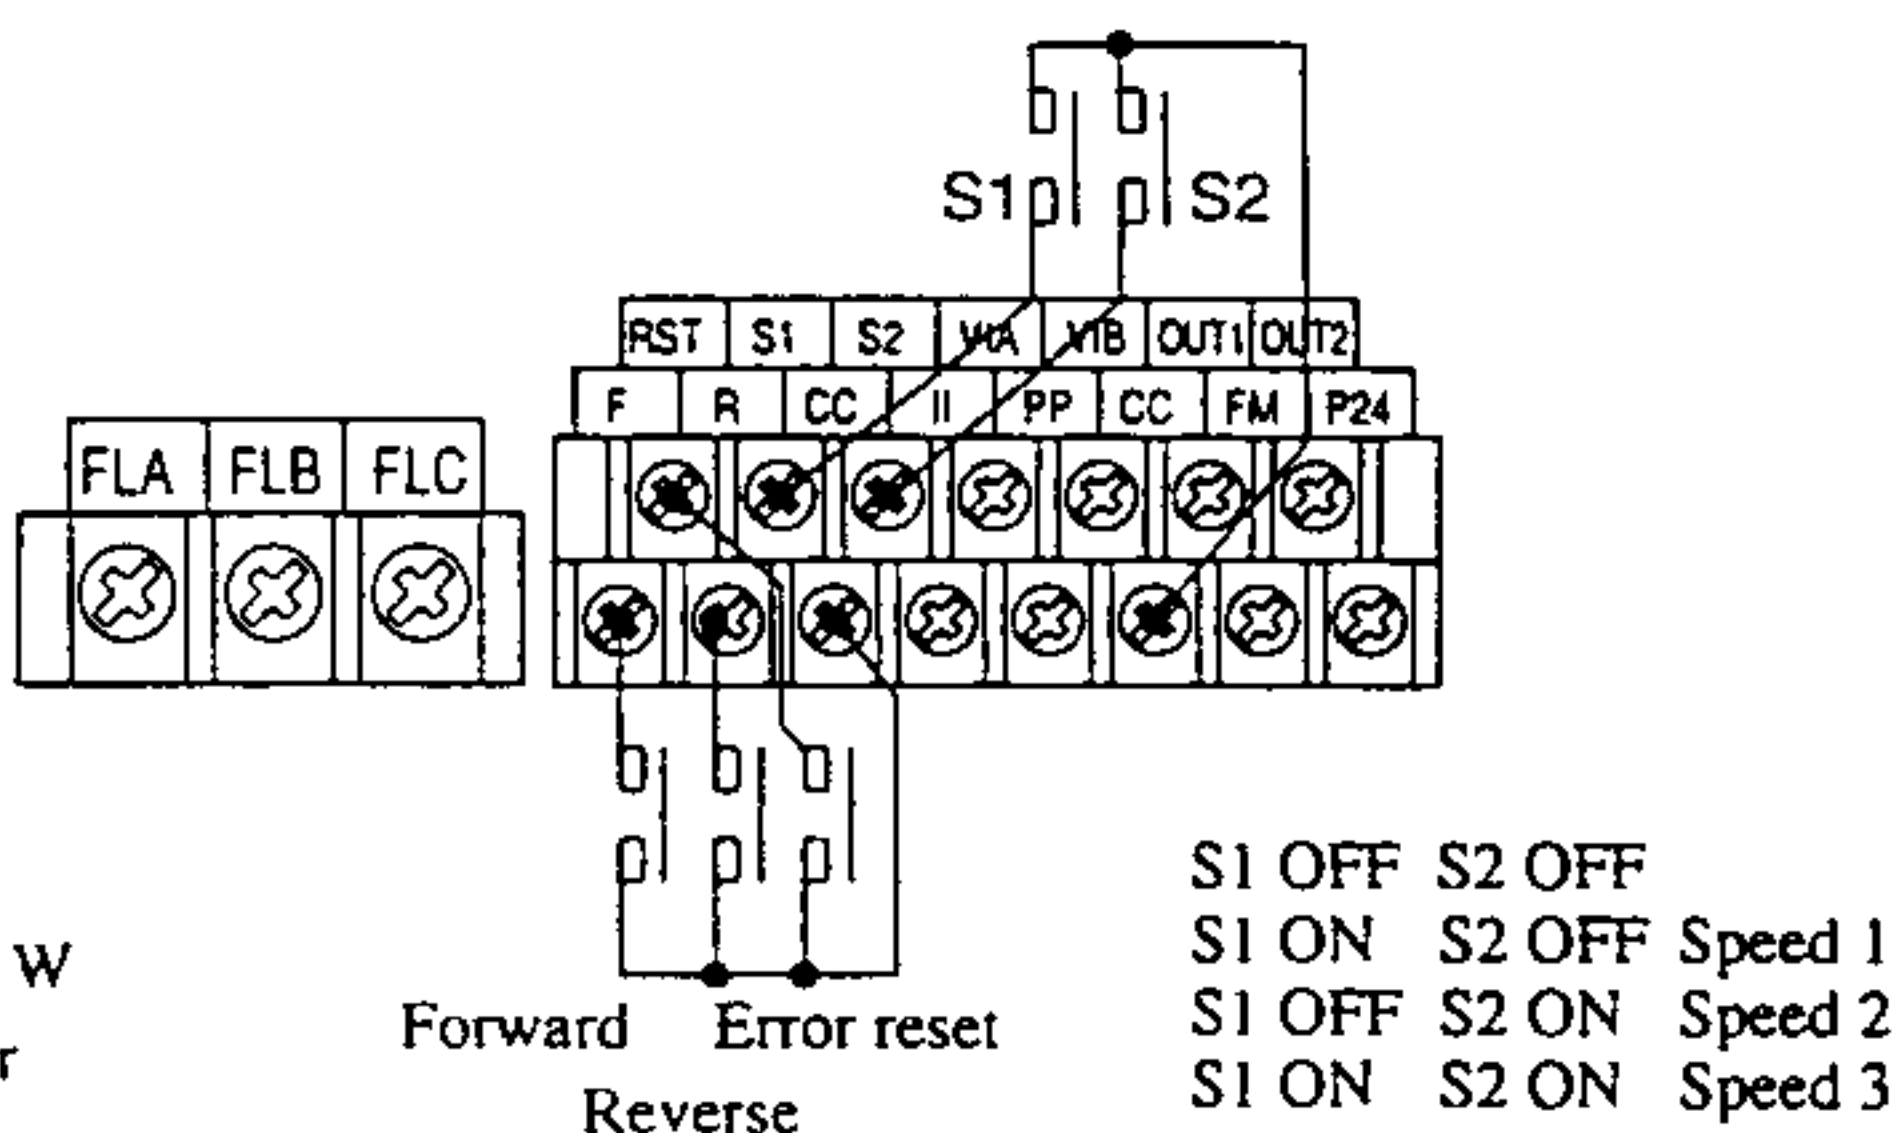 S1 S2
RST S1 S2 VIA VIB OUT1 OUT2
F R CC II PP CC FM P24
FLA FLB FLC
S1 OFF S2 OFF
S1 ON S2 OFF Speed 1
S1 OFF S2 ON Speed 2
S1 ON S2 ON Speed 3
W
r
Forward Error reset
Reverse